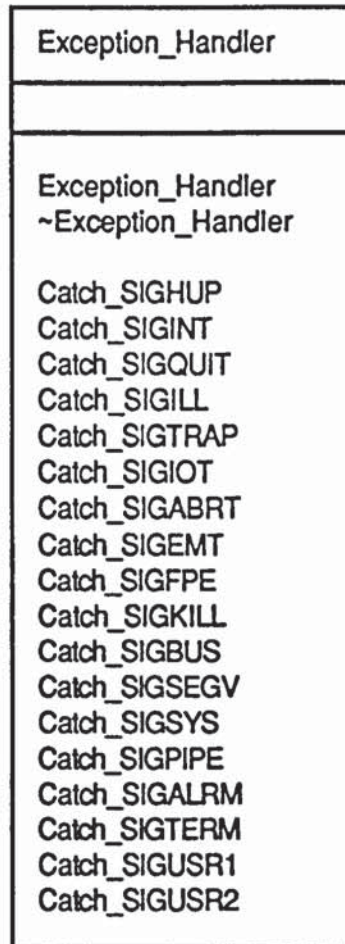 Exception_Handler
Exception_Handler
~Exception_Handler
Catch_SIGHUP
Catch_SIGINT
Catch_SIGQUIT
Catch_SIGILL
Catch_SIGTRAP
Catch_SIGIOT
Catch_SIGABRT
Catch_SIGEMT
Catch_SIGFPE
Catch_SIGKILL
Catch_SIGBUS
Catch_SIGSEGV
Catch_SIGSYS
Catch_SIGPIPE
Catch_SIGALRM
Catch_SIGTERM
Catch_SIGUSR1
Catch_SIGUSR2